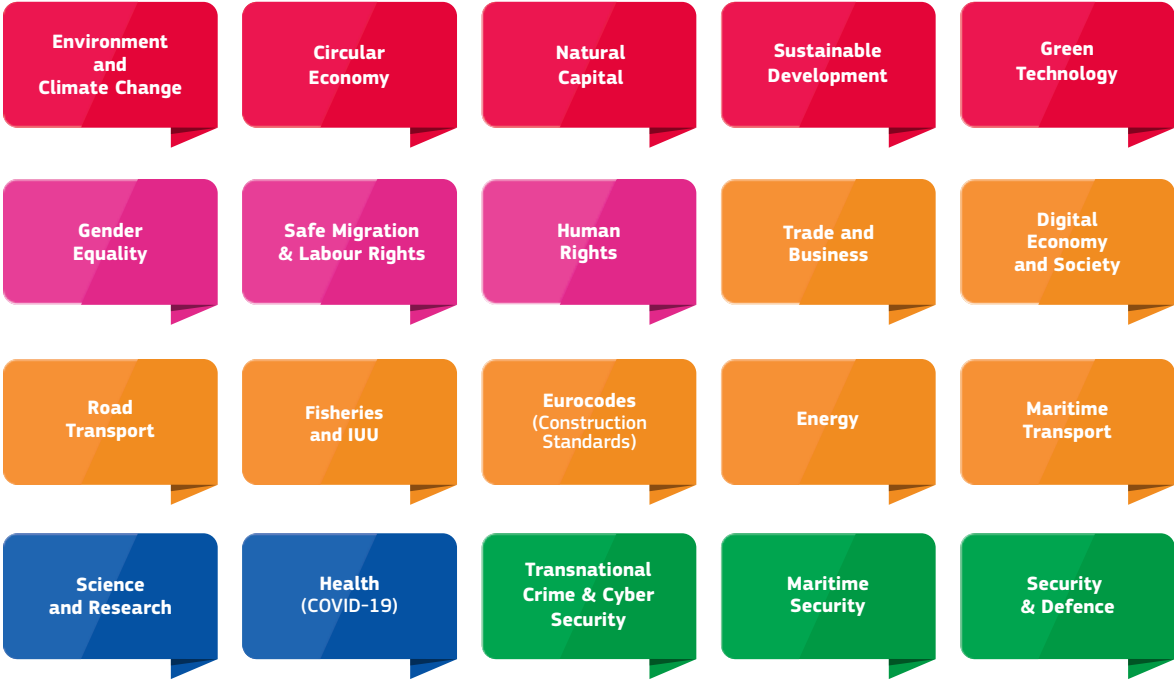 Environment
and
Climate Change
Circular
Economy
Natural
Capital
Sustainable
Development
Green
Technology
Gender
Equality
Safe Migration
& Labour Rights
Human
Rights
Trade and
Business
Digital
Economy
and Society
Road
Transport
Fisheries
and IUU
Eurocodes
(Construction
Standards)
Energy
Maritime
Transport
Science
and Research
Health
(COVID-19)
Transnational
Crime & Cyber
Security
Maritime
Security
Security
& Defence